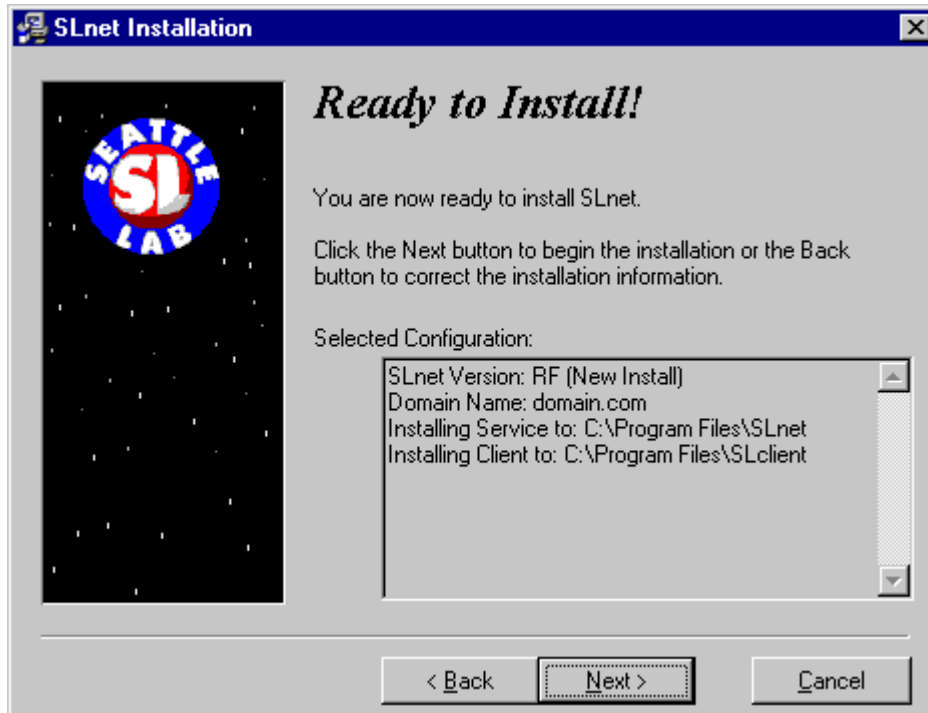 SLnet Installation
SEATTLE
SL
LAB
Ready to Install!
You are now ready to install SLnet.
Click the Next button to begin the installation or the Back
button to correct the installation information.
Selected Configuration:
SLnet Version: RF (New Install)
Domain Name: domain.com
Installing Service to: C:\Program Files\SLnet
Installing Client to: C:\Program Files\SLclient
< Back
Next >
Cancel